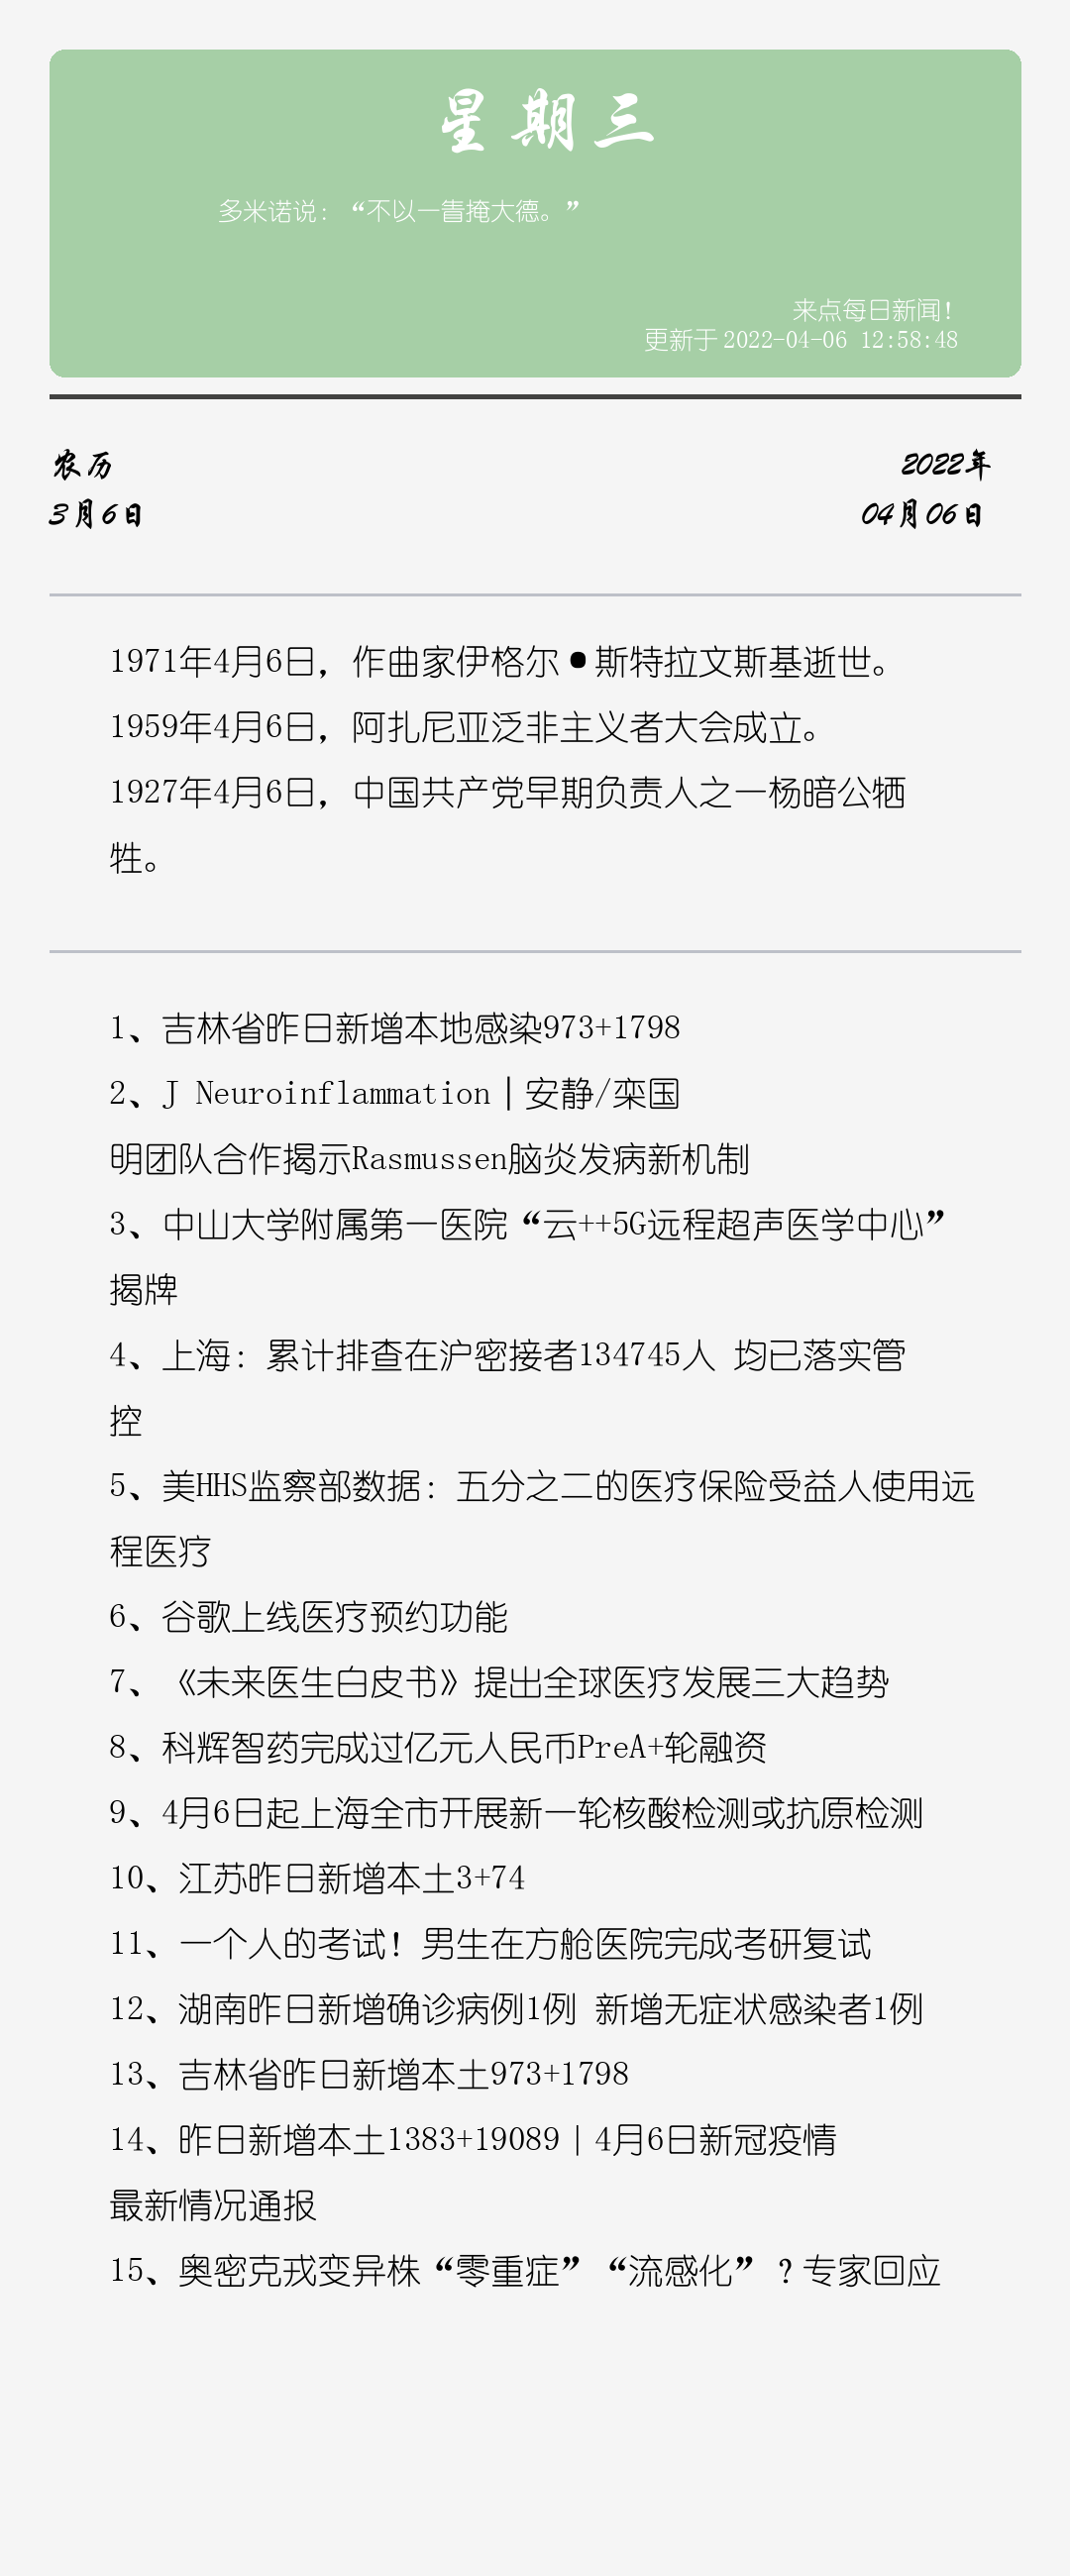 星期三
多米诺说：“不以一眚掩大德。”
来点每日新闻！
更新于2022-04-06 12:58:48
农历
3月6日
2022年
04月06日
1971年4月6日，作曲家伊格尔•斯特拉文斯基逝世。
1959年4月6日，阿扎尼亚泛非主义者大会成立。
1927年4月6日，中国共产党早期负责人之一杨暗公牺
牲。
1、吉林省昨日新增本地感染973+1798
2、J Neuroinflammation┃安静/栾国
明团队合作揭示Rasmussen脑炎发病新机制
3、中山大学附属第一医院“云++5G远程超声医学中心”
揭牌
4、上海：累计排查在沪密接者134745人 均已落实管
控
5、美HHS监察部数据：五分之二的医疗保险受益人使用远
程医疗
6、谷歌上线医疗预约功能
7、《未来医生白皮书》提出全球医疗发展三大趋势
8、科辉智药完成过亿元人民币PreA+轮融资
9、4月6日起上海全市开展新一轮核酸检测或抗原检测
10、江苏昨日新增本土3+74
11、一个人的考试！男生在方舱医院完成考研复试
12、湖南昨日新增确诊病例1例 新增无症状感染者1例
13、吉林省昨日新增本土973+1798
14、昨日新增本土1383+19089｜4月6日新冠疫情
最新情况通报
15、奥密克戎变异株“零重症”“流感化”？专家回应